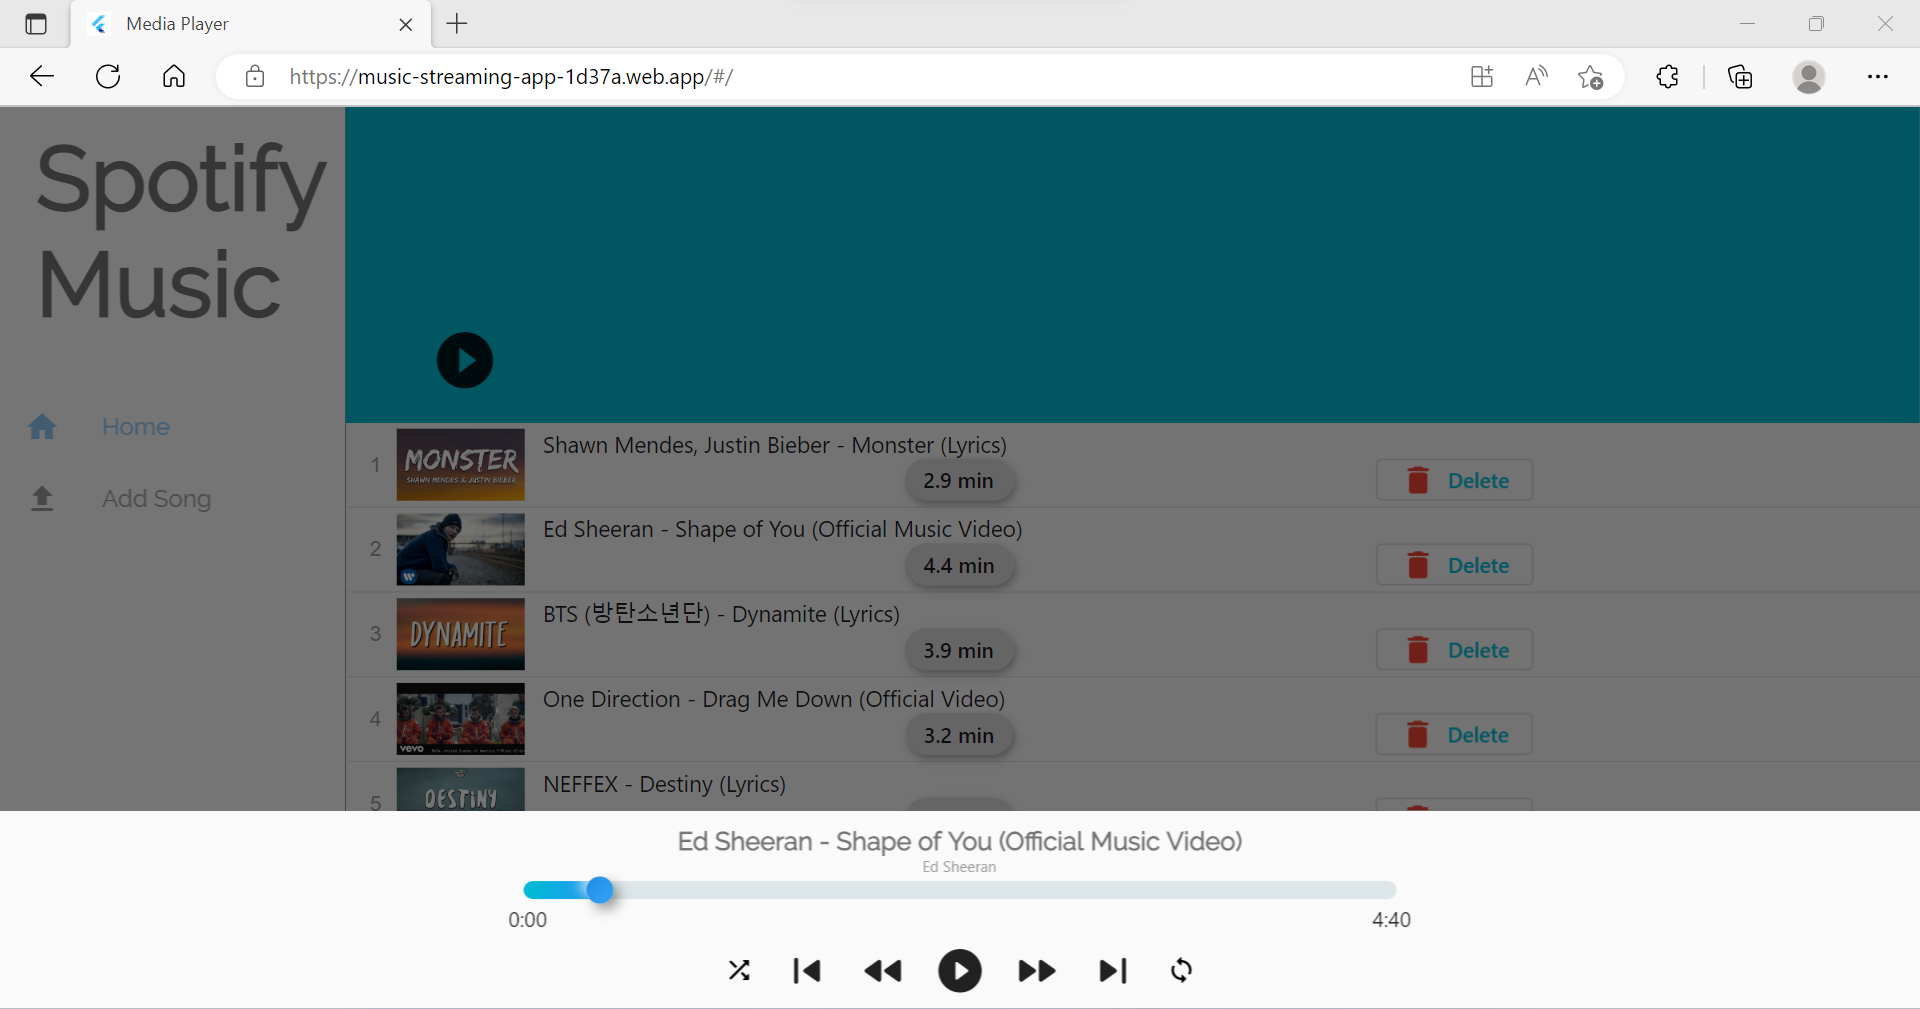 Media Player
https://music-streaming-app-1d37a.web.app/#/
Spotify
Music
Home
Add Song
1
MONSTER
SHAWN MENDES & JUSTIN BIEBER
Shawn Mendes, Justin Bieber - Monster (Lyrics)
2.9 min
Delete
2
Ed Sheeran - Shape of You (Official Music Video)
4.4 min
Delete
3
DYNAMITE
BTS (방탄소년단) - Dynamite (Lyrics)
3.9 min
Delete
4
vevo
One Direction - Drag Me Down (Official Video)
3.2 min
Delete
5
DESTINY
NEFFEX - Destiny (Lyrics)
Ed Sheeran - Shape of You (Official Music Video)
Ed Sheeran
0:00
4:40